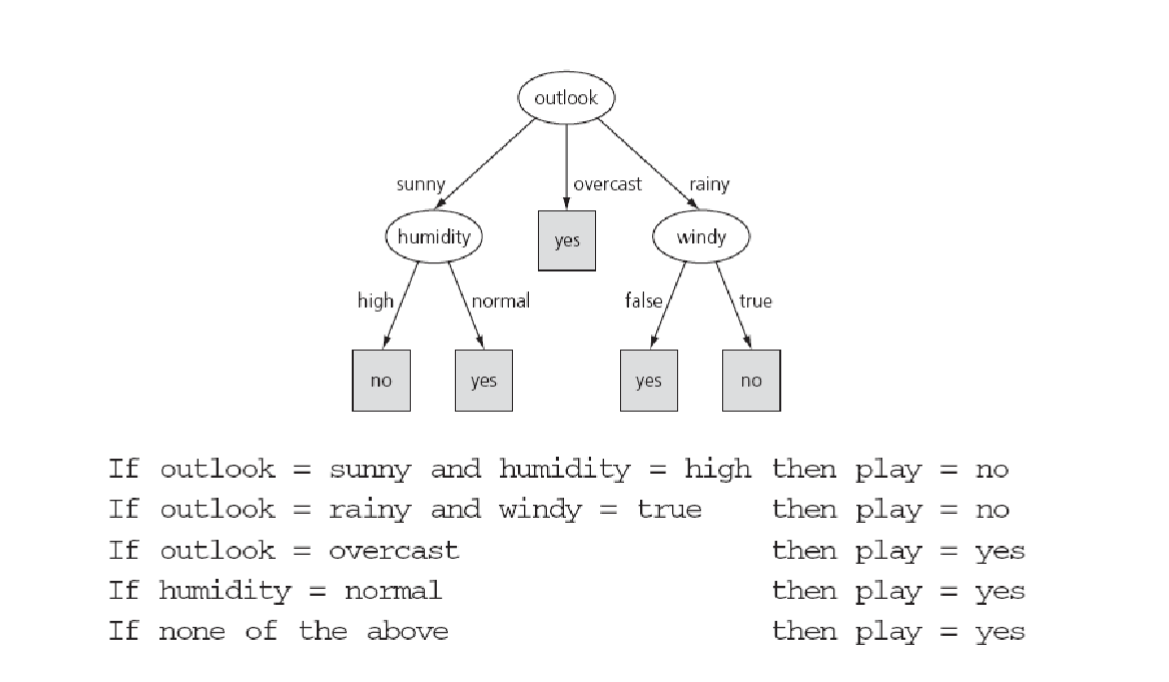 outlook
sunny overcast rainy
humidity yes windy
high normal false true
no yes yes no
If outlook = sunny and humidity = high then play = no
If outlook = rainy and windy = true then play = no
If outlook = overcast then play = yes
If humidity = normal then play = yes
If none of the above then play = yes